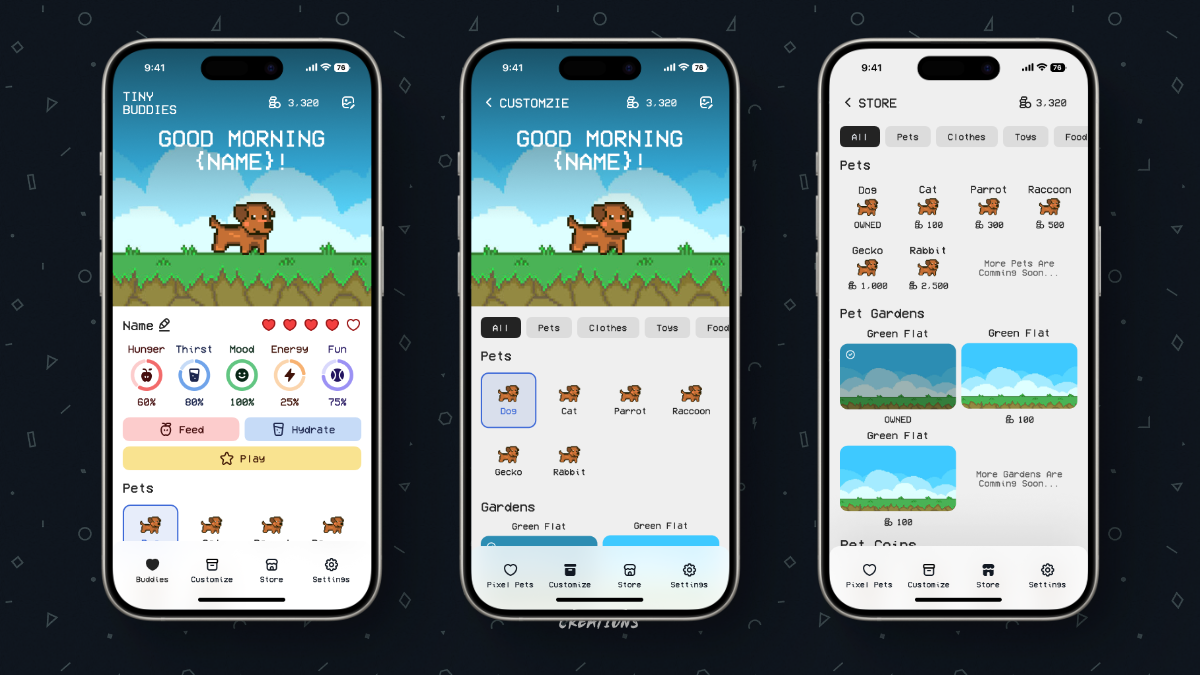 9:41
76
TINY
BUDDIES
3,320
GOOD MORNING
{NAME}!
Name
Hunger Thirst Mood Energy Fun
60% 80% 100% 25% 75%
Feed Hydrate
Play
Pets
Buddies Customize Store Settings
9:41
76
CUSTOMZIE
3,320
GOOD MORNING
{NAME}!
All Pets Clothes Toys Food
Pets
Dog Cat Parrot Raccoon
Gecko Rabbit
Gardens
Green Flat Green Flat
Pixel Pets Customize Store Settings
CREATIONS
9:41
76
STORE
3,320
All Pets Clothes Toys Food
Pets
Dog Cat Parrot Raccoon
OWNED 100 300 500
Gecko Rabbit
More Pets Are
Comming Soon...
1,000 2,500
Pet Gardens
Green Flat Green Flat
OWNED 100
Green Flat
More Gardens Are
Comming Soon...
100
Pet Coins
Pixel Pets Customize Store Settings